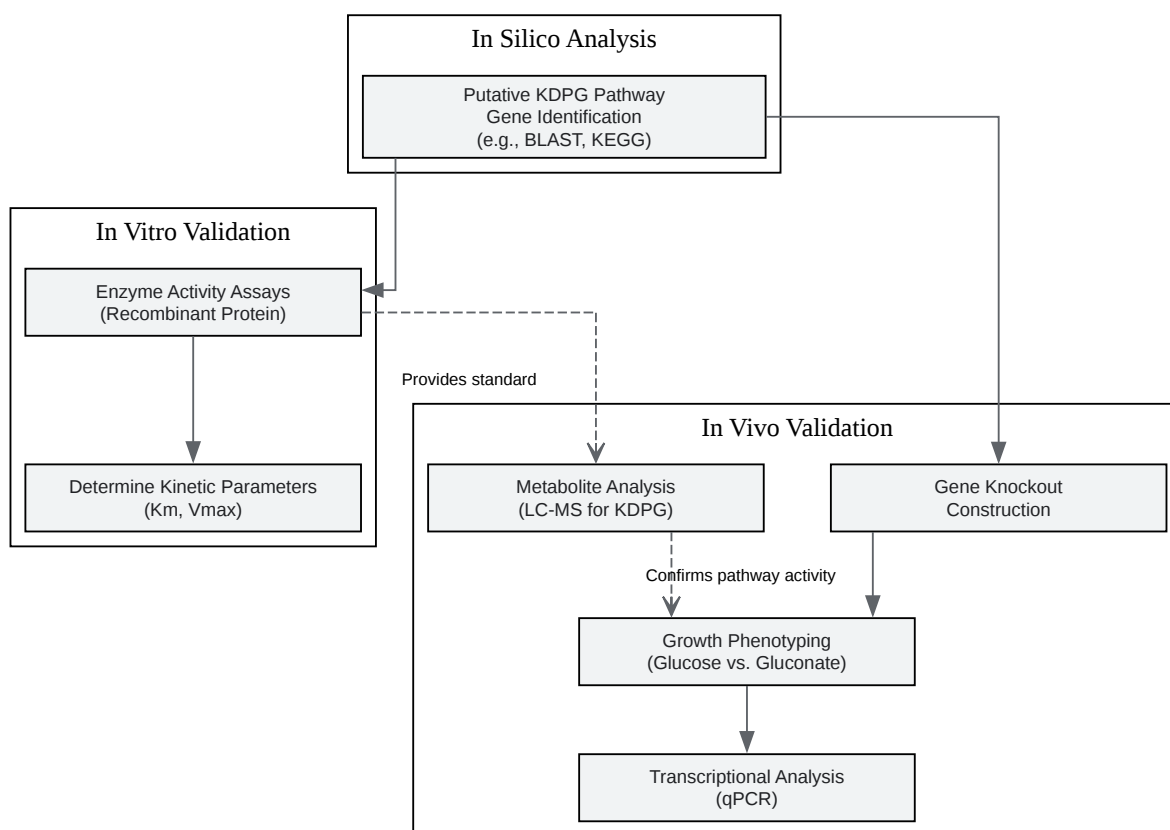 In Silico Analysis
Putative KDPG Pathway
Gene Identification
(e.g., BLAST, KEGG)
In Vitro Validation
Enzyme Activity Assays
(Recombinant Protein)
Provides standard
Determine Kinetic Parameters
(Km, Vmax)
In Vivo Validation
Metabolite Analysis
(LC-MS for KDPG)
Gene Knockout
Construction
Confirms pathway activity
Growth Phenotyping
(Glucose vs. Gluconate)
Transcriptional Analysis
(qPCR)